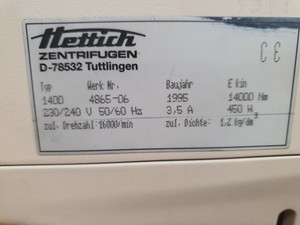 Hettich
ZENTRIFUGEN
D-78532 Tuttlingen
CE
Typ Werk Nr. Baujahr E kin
1400 4865-06 1995 14000 Nm
230/240 V 50/60 Hz 3,5 A 450 W
zul. Drehzahl:16000/min zul. Dichte: 1.2 kg/dm³